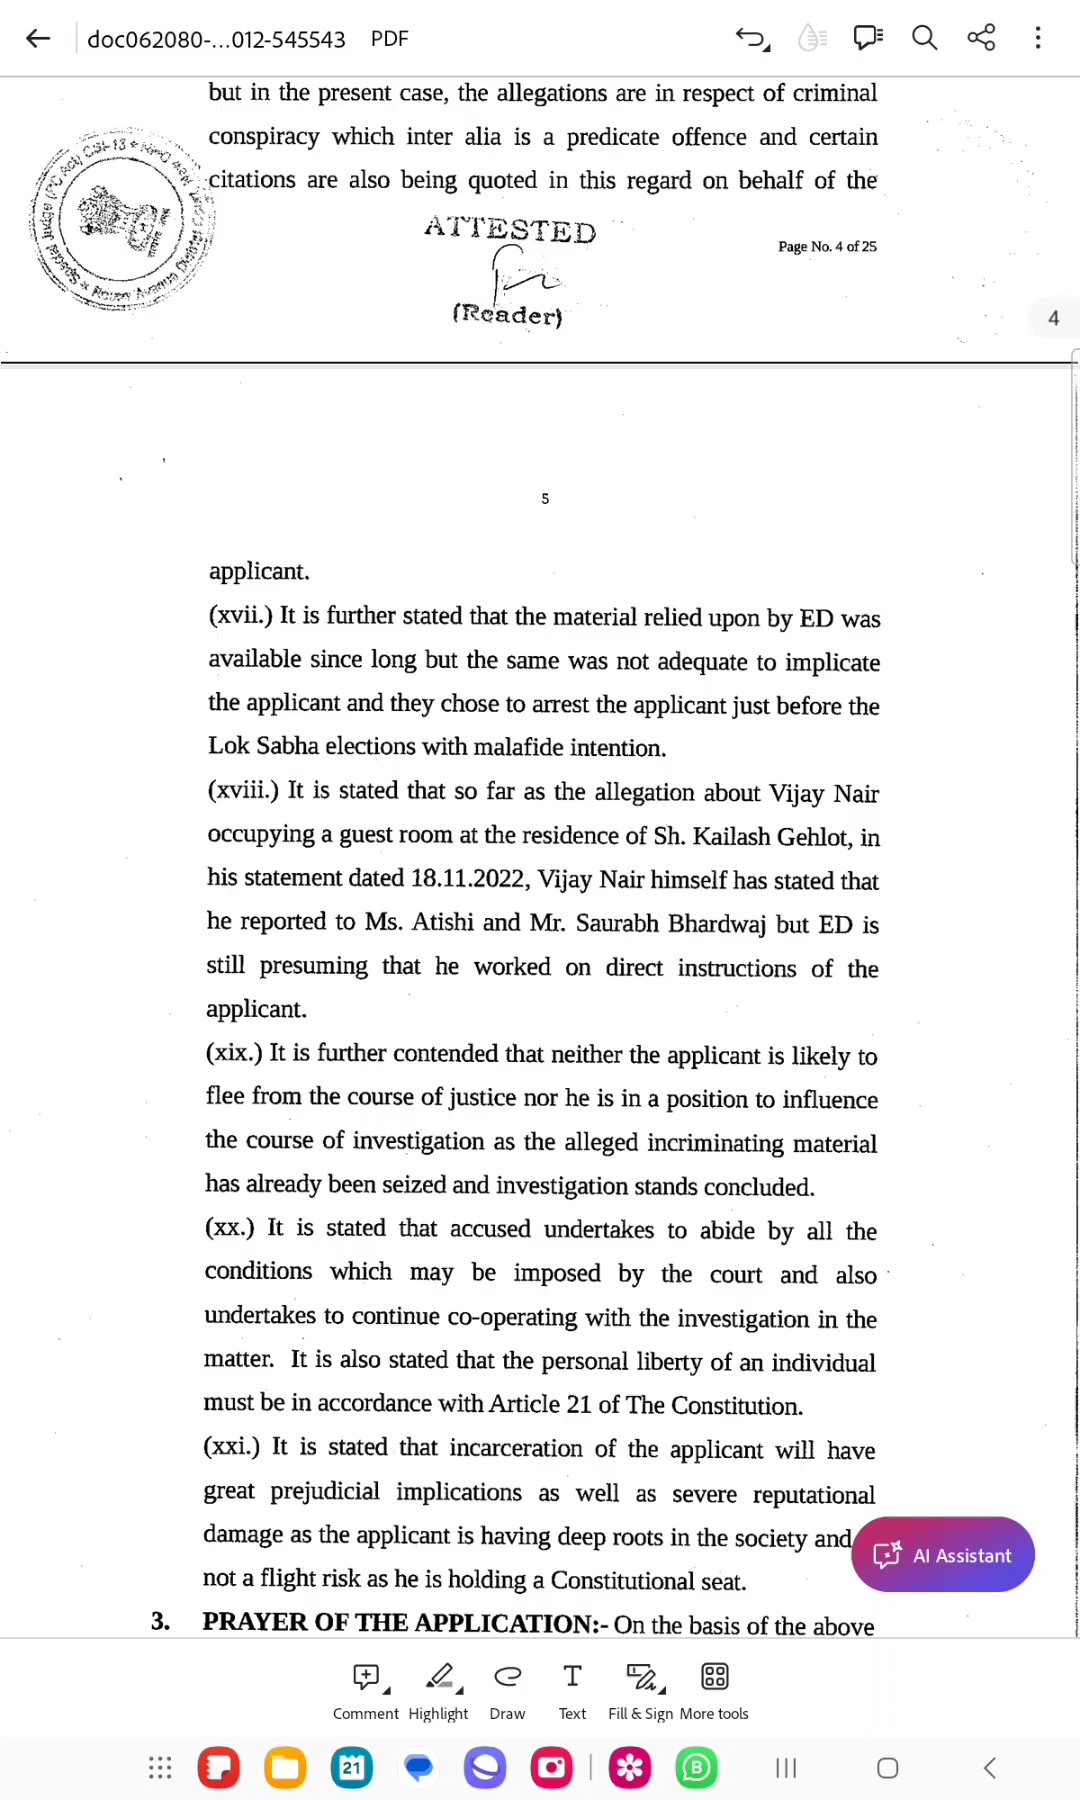 doc062080-...012-545543 PDF
but in the present case, the allegations are in respect of criminal
conspiracy which inter alia is a predicate offence and certain
citations are also being quoted in this regard on behalf of the
ATTESTED
Page No. 4 of 25
(Reader)
4
5
applicant.
(xvii.) It is further stated that the material relied upon by ED was
available since long but the same was not adequate to implicate
the applicant and they chose to arrest the applicant just before the
Lok Sabha elections with malafide intention.
(xviii.) It is stated that so far as the allegation about Vijay Nair
occupying a guest room at the residence of Sh. Kailash Gehlot, in
his statement dated 18.11.2022, Vijay Nair himself has stated that
he reported to Ms. Atishi and Mr. Saurabh Bhardwaj but ED is
still presuming that he worked on direct instructions of the
applicant.
(xix.) It is further contended that neither the applicant is likely to
flee from the course of justice nor he is in a position to influence
the course of investigation as the alleged incriminating material
has already been seized and investigation stands concluded.
(xx.) It is stated that accused undertakes to abide by all the
conditions which may be imposed by the court and also
undertakes to continue co-operating with the investigation in the
matter. It is also stated that the personal liberty of an individual
must be in accordance with Article 21 of The Constitution.
(xxi.) It is stated that incarceration of the applicant will have
great prejudicial implications as well as severe reputational
damage as the applicant is having deep roots in the society and
not a flight risk as he is holding a Constitutional seat.
AI Assistant
3. PRAYER OF THE APPLICATION:- On the basis of the above
Comment Highlight Draw Text Fill & Sign More tools
21
B